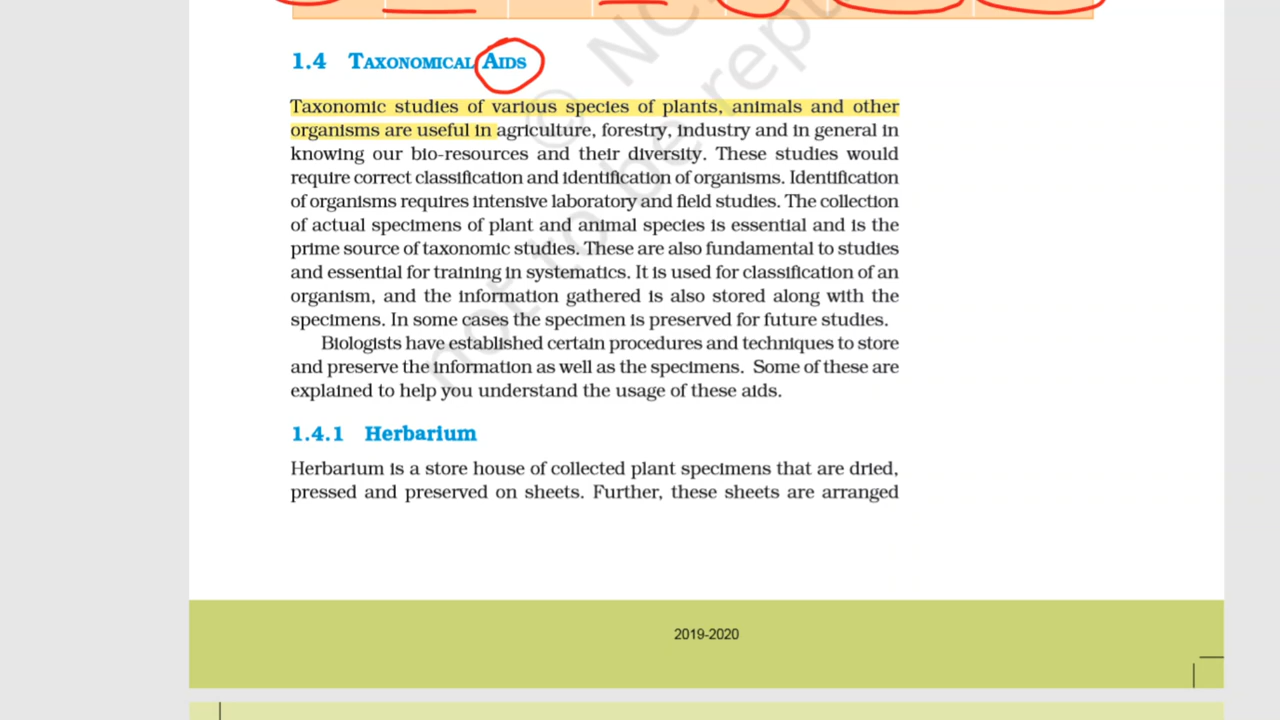 1.4 TAXONOMICAL AIDS
Taxonomic studies of various species of plants, animals and other
organisms are useful in agriculture, forestry, industry and in general in
knowing our bio-resources and their diversity. These studies would
require correct classification and identification of organisms. Identification
of organisms requires intensive laboratory and field studies. The collection
of actual specimens of plant and animal species is essential and is the
prime source of taxonomic studies. These are also fundamental to studies
and essential for training in systematics. It is used for classification of an
organism, and the information gathered is also stored along with the
specimens. In some cases the specimen is preserved for future studies.
Biologists have established certain procedures and techniques to store
and preserve the information as well as the specimens. Some of these are
explained to help you understand the usage of these aids.
1.4.1 Herbarium
Herbarium is a store house of collected plant specimens that are dried,
pressed and preserved on sheets. Further, these sheets are arranged
2019-2020
© NC
not to be repu